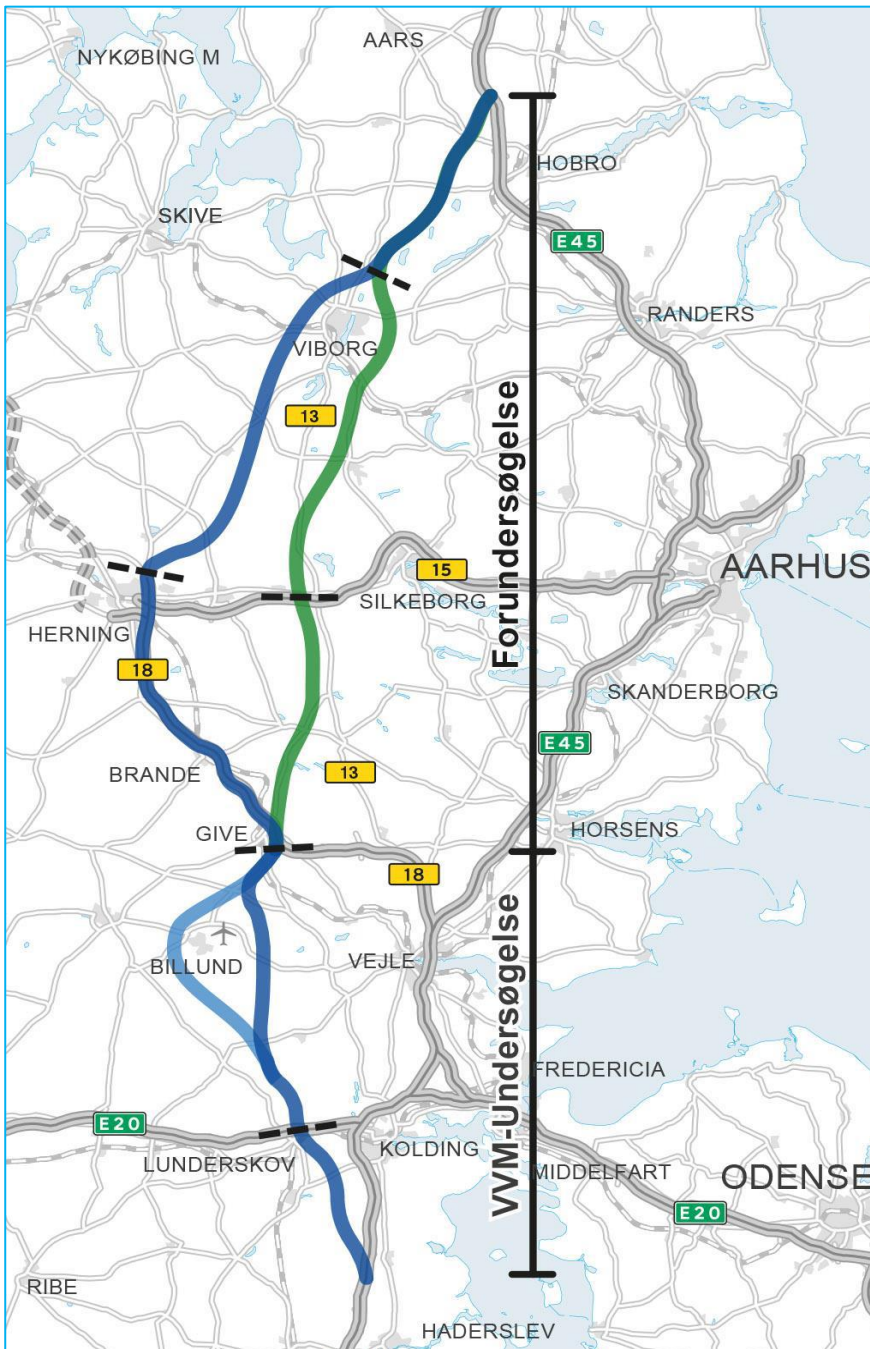 AARS
NYKØBING M
HOBRO
SKIVE
E45
RANDERS
VIBORG
13
Forundersøgelse
AARHUS
15
SILKEBORG
HERNING
18
SKANDERBORG
E45
BRANDE
13
GIVE
HORSENS
18
BILLUND
VEJLE
VVM-Undersøgelse
FREDERICIA
E20
KOLDING
LUNDERSKOV
MIDDELFART
ODENSE
E20
RIBE
HADERSLEV